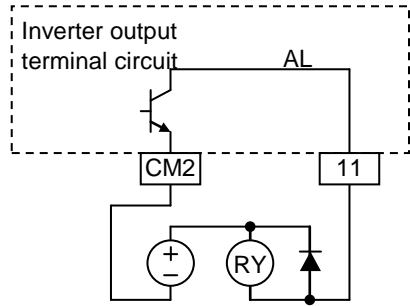 Inverter output
terminal circuit
AL
CM2
11
+
–
RY